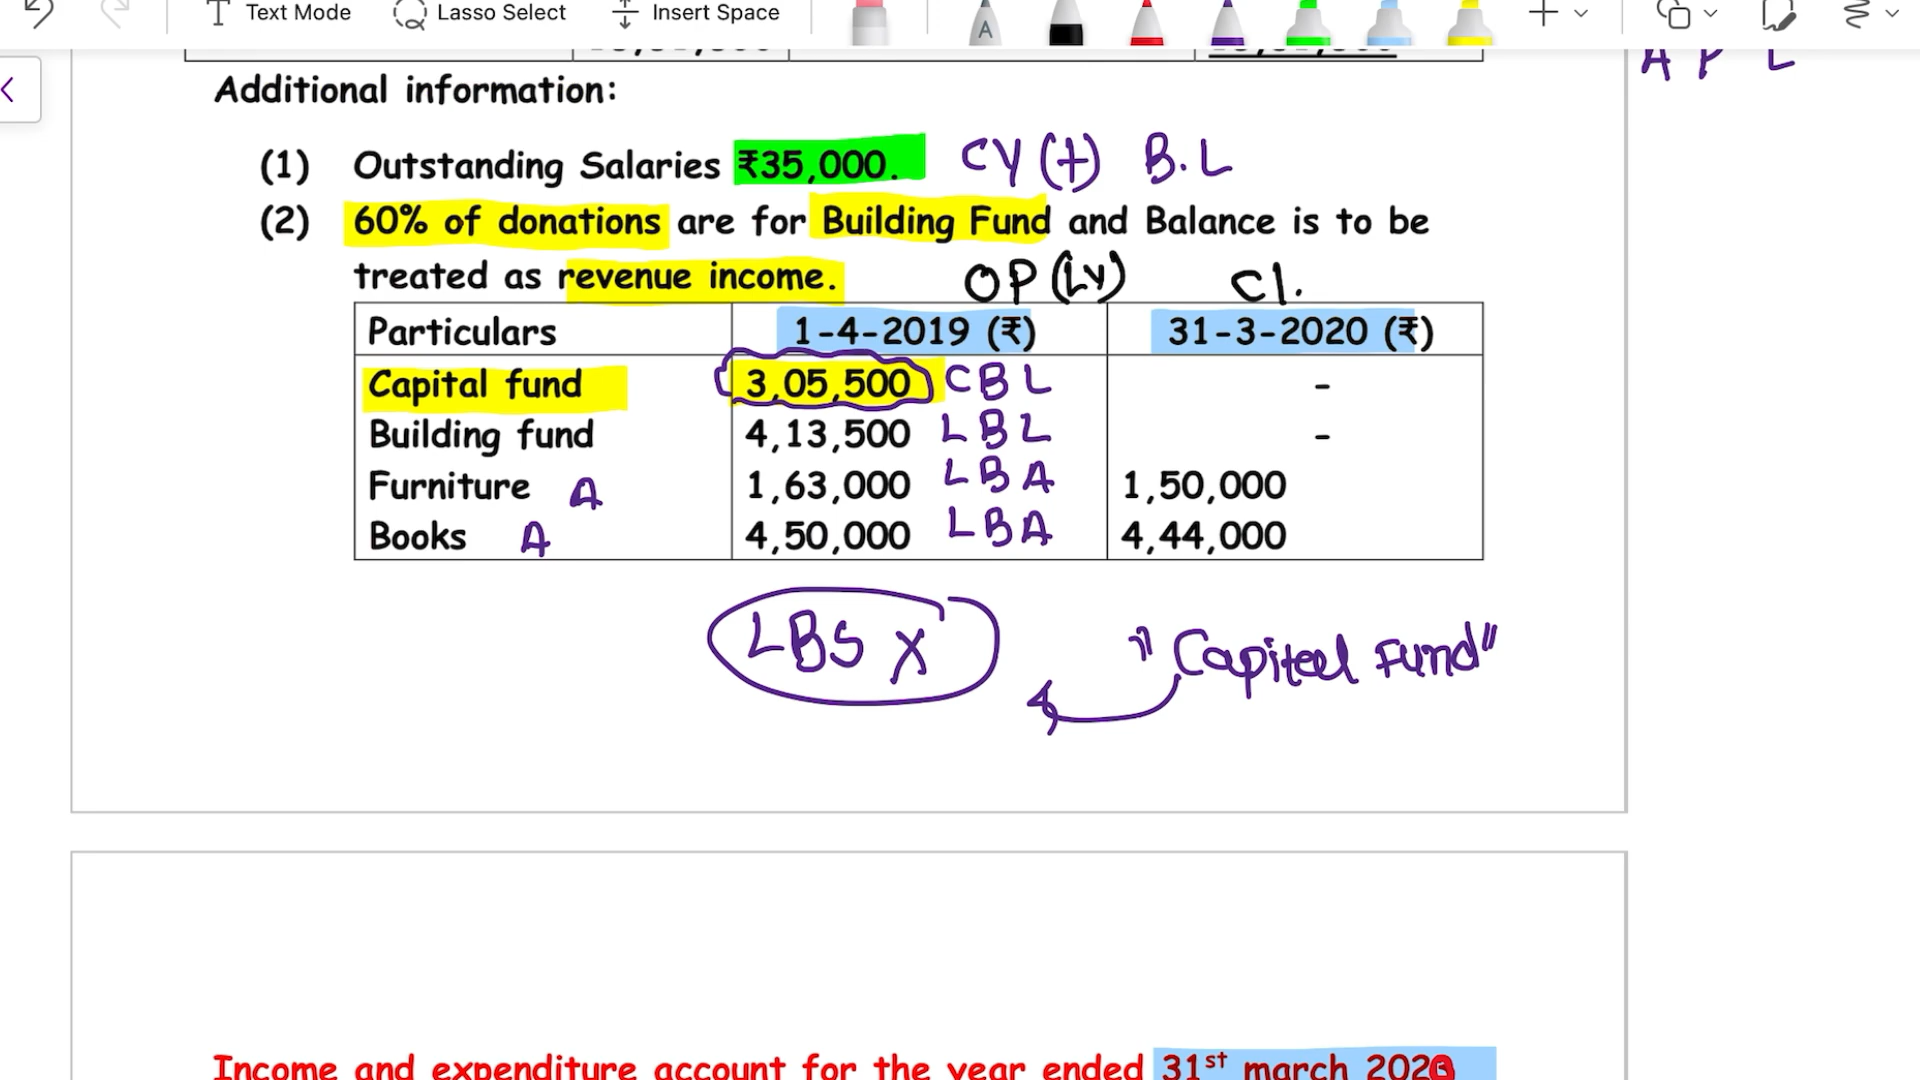 Text Mode Lasso Select Insert Space
A
A P L
Additional information:
(1) Outstanding Salaries ₹35,000. CY (+) B.L
(2) 60% of donations are for Building Fund and Balance is to be
treated as revenue income. OP (LY) Cl.
Particulars 1-4-2019 (₹) 31-3-2020 (₹)
Capital fund 3,05,500 CBL -
Building fund 4,13,500 LBL -
Furniture A 1,63,000 LBA 1,50,000
Books A 4,50,000 LBA 4,44,000
LBS X "Capital Fund"
Income and expenditure account for the year ended 31st march 2020